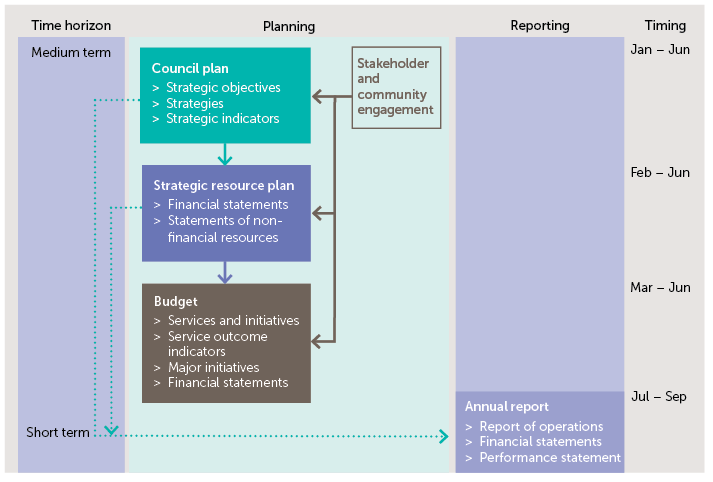 Time horizon
Planning
Reporting
Timing
Medium term
Jan – Jun
Council plan
> Strategic objectives
> Strategies
> Strategic indicators
Stakeholder
and
community
engagement
Feb – Jun
Strategic resource plan
> Financial statements
> Statements of non-
financial resources
Mar – Jun
Budget
> Services and initiatives
> Service outcome
indicators
> Major initiatives
> Financial statements
Jul – Sep
Short term
Annual report
> Report of operations
> Financial statements
> Performance statement